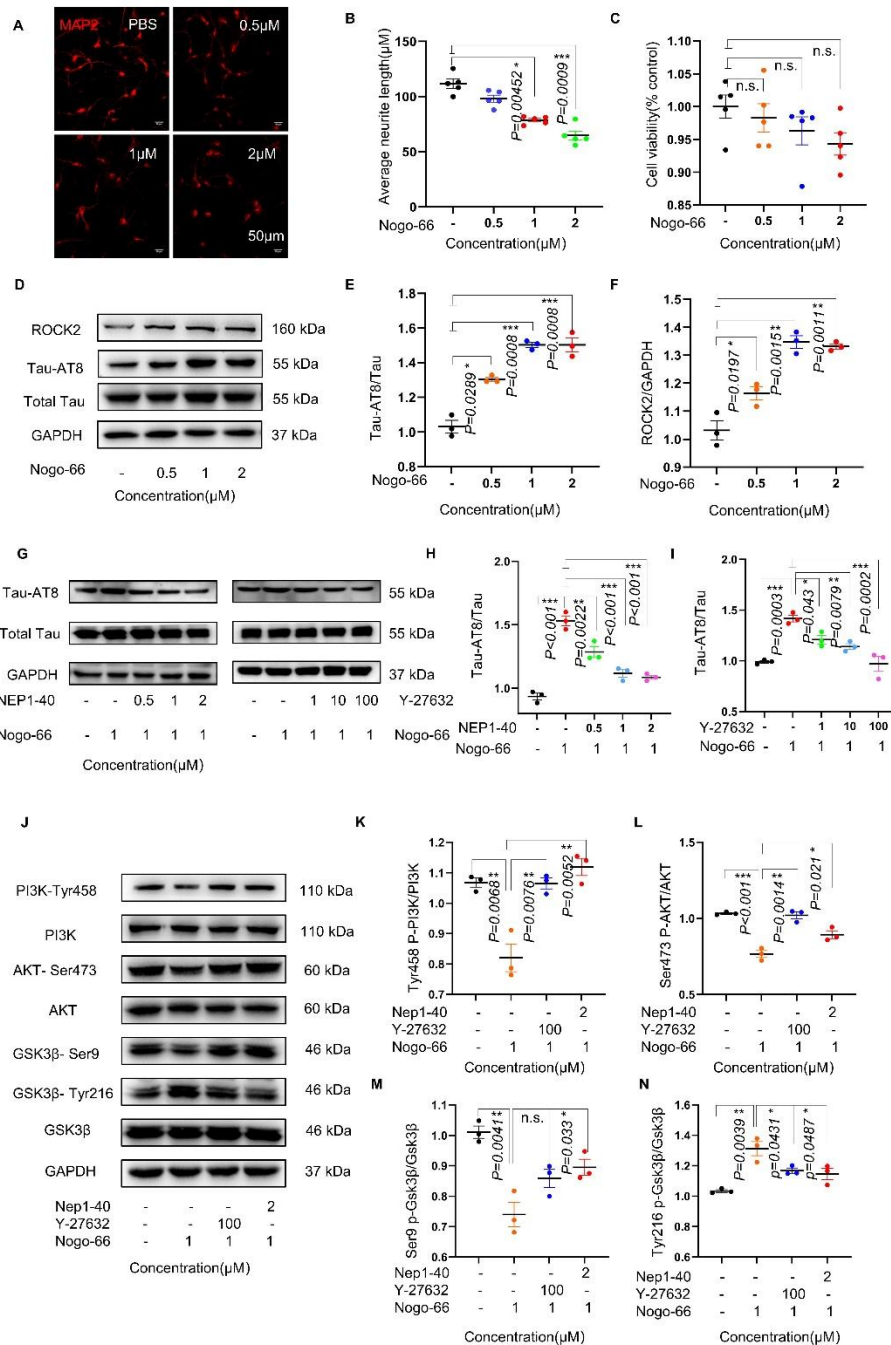 A
MAP2 PBS
0.5µM
1µM
2µM
50µm
B
Average neurite length(µM)
150
100
50
0
*
P=0.00452
***
P=0.0009
- 0.5 1 2
Nogo-66
Concentration(µM)
C
Cell viability(% control)
1.10
1.05
1.00
0.95
0.90
0.85
n.s.
n.s.
n.s.
- 0.5 1 2
Nogo-66
Concentration(µM)
D
ROCK2 160 kDa
Tau-AT8 55 kDa
Total Tau 55 kDa
GAPDH 37 kDa
Nogo-66 - 0.5 1 2
Concentration(µM)
E
Tau-AT8/Tau
1.8
1.6
1.4
1.2
1.0
0.8
P=0.0289 *
P=0.0008 ***
P=0.0008 ***
Nogo-66 - 0.5 1 2
Concentration(µM)
F
ROCK2/GAPDH
1.5
1.4
1.3
1.2
1.1
1.0
0.9
P=0.0197 *
P=0.0015 **
P=0.0011 **
Nogo-66 - 0.5 1 2
Concentration(µM)
G
Tau-AT8 55 kDa
Total Tau 55 kDa
GAPDH 37 kDa
NEP1-40 - - 0.5 1 2
- - 1 10 100 Y-27632
Nogo-66 - 1 1 1 1
- 1 1 1 1 Nogo-66
Concentration(µM)
H
Tau-AT8/Tau
2.0
1.5
1.0
P<0.001 ***
P=0.0022 **
P<0.001 ***
P<0.001 ***
NEP1-40 - - 0.5 1 2
Nogo-66 - 1 1 1 1
I
Tau-AT8/Tau
2.0
1.5
1.0
0.5
P=0.0003 ***
P=0.043 *
P=0.0079 **
P=0.0002 ***
Y-27632 - - 1 10 100
Nogo-66 - 1 1 1 1
J
PI3K-Tyr458 110 kDa
PI3K 110 kDa
AKT- Ser473 60 kDa
AKT 60 kDa
GSK3β- Ser9 46 kDa
GSK3β- Tyr216 46 kDa
GSK3β 46 kDa
GAPDH 37 kDa
Nep1-40 - - - 2
Y-27632 - - 100 -
Nogo-66 - 1 1 1
Concentration(µM)
K
Tyr458 P-PI3K/PI3K
1.2
1.1
1.0
0.9
0.8
0.7
P=0.0068 **
P=0.0076 **
P=0.0052 **
Nep1-40 - - - 2
Y-27632 - - 100 -
Nogo-66 - 1 1 1
Concentration(µM)
L
Ser473 P-AKT/AKT
1.5
1.0
0.5
P<0.001 ***
P=0.0014 **
P=0.021 *
Nep1-40 - - - 2
Y-27632 - - 100 -
Nogo-66 - 1 1 1
Concentration(µM)
M
Ser9 p-Gsk3β/Gsk3β
1.1
1.0
0.9
0.8
0.7
0.6
P=0.0041 **
n.s.
P=0.033 *
Nep1-40 - - - 2
Y-27632 - - 100 -
Nogo-66 - 1 1 1
Concentration(µM)
N
Tyr216 p-Gsk3β/Gsk3β
1.6
1.4
1.2
1.0
0.8
0.6
P=0.0039 **
p=0.0431 *
p=0.0487 *
Nep1-40 - - - 2
Y-27632 - - 100 -
Nogo-66 - 1 1 1
Concentration(µM)